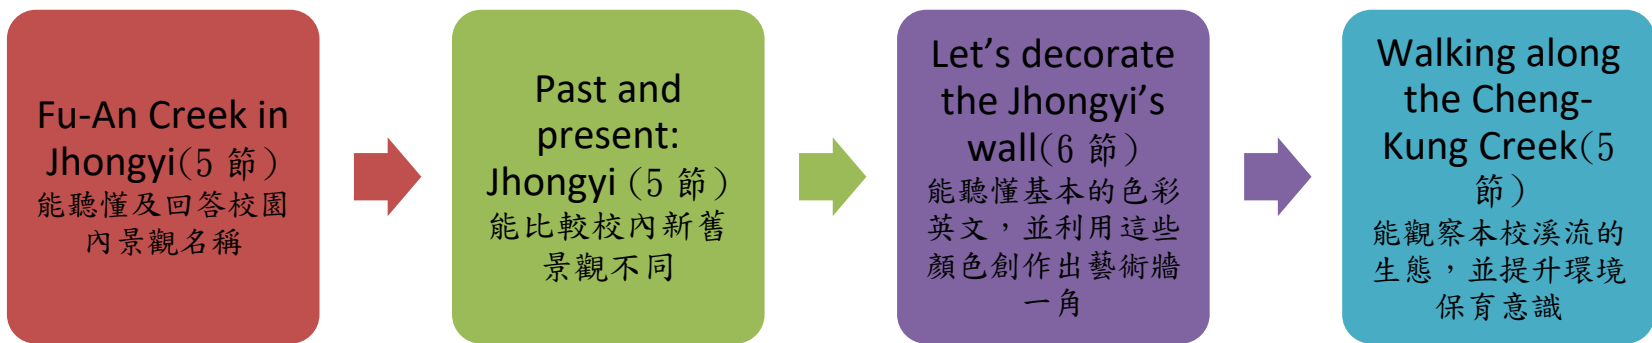 Fu-An Creek in
Jhongyi(5 節)
能聽懂及回答校園
內景觀名稱
Past and
present:
Jhongyi (5 節)
能比較校內新舊
景觀不同
Let’s decorate
the Jhongyi’s
wall(6 節)
能聽懂基本的色彩
英文，並利用這些
顏色創作出藝術牆
一角
Walking along
the Cheng-
Kung Creek(5
節)
能觀察本校溪流的
生態，並提升環境
保育意識